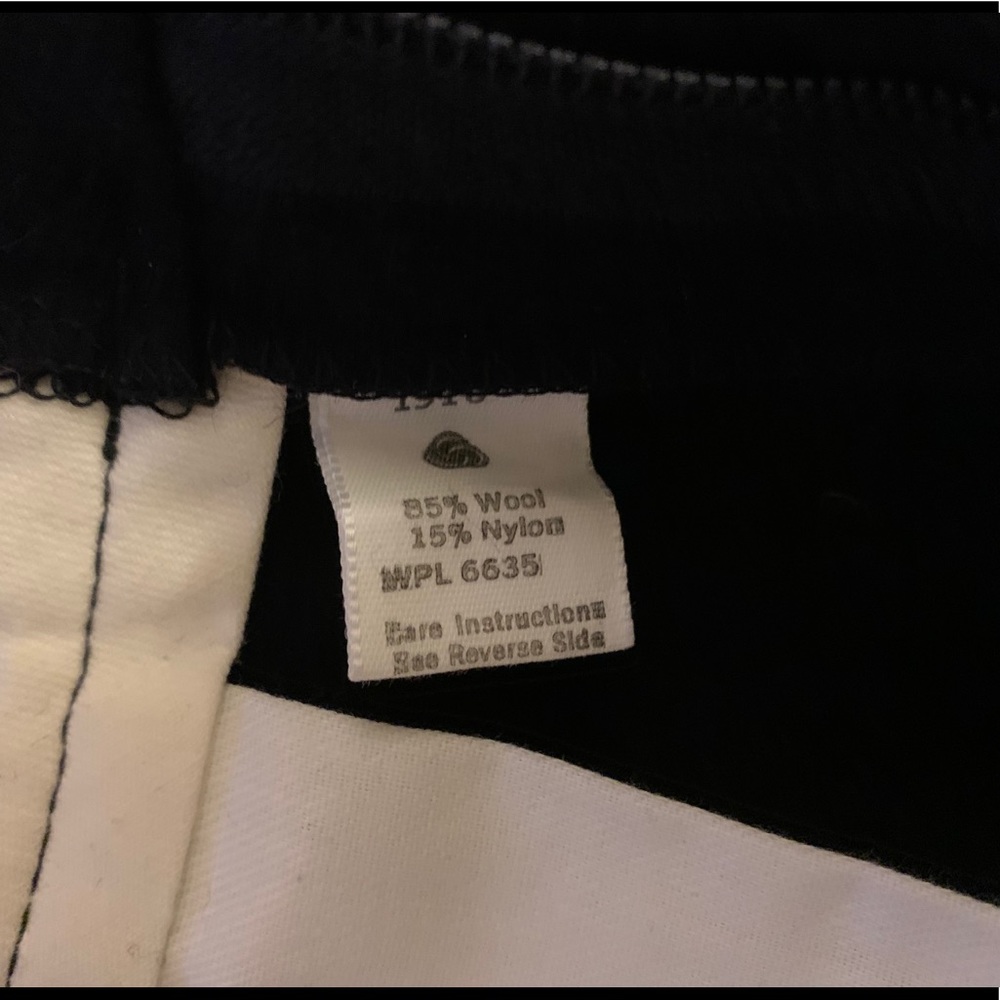 85% Wool
15% Nylon
WPL 6635
Care Instructions
See Reverse Side